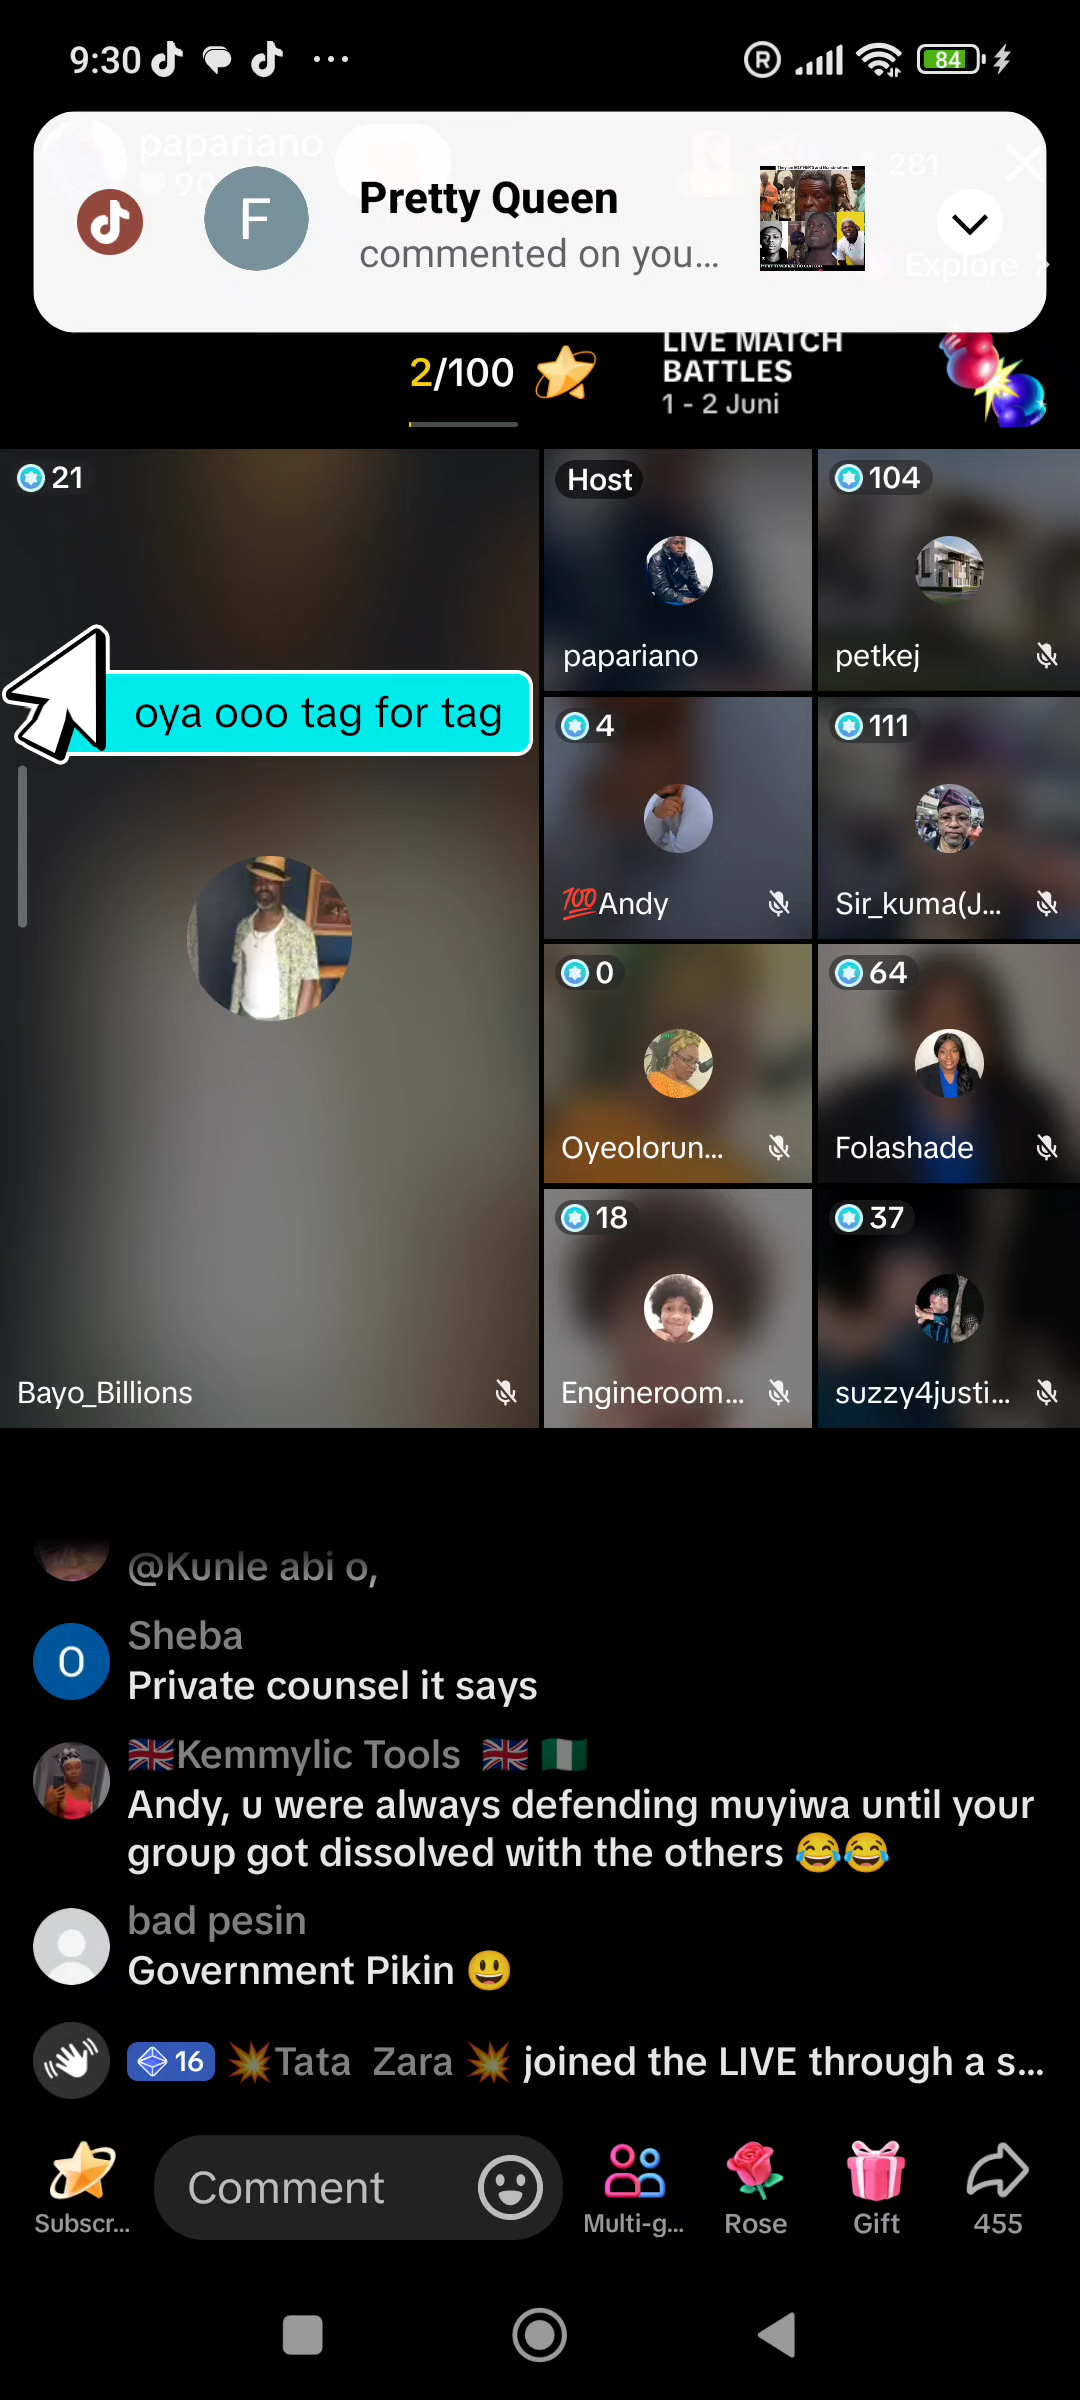 9:30
84
papariano
281
F
Pretty Queen
commented on you...
Explore
2/100
LIVE MATCH
BATTLES
1 - 2 Juni
21
Host
104
oya ooo tag for tag
papariano
petkej
4
111
💯Andy
Sir_kuma(J...
0
64
Oyeolorun...
Folashade
18
37
Bayo_Billions
Engineroom...
suzzy4justi...
@Kunle abi o,
O
Sheba
Private counsel it says
🇬🇧Kemmylic Tools 🇬🇧 🇳🇬
Andy, u were always defending muyiwa until your
group got dissolved with the others 😂😂
bad pesin
Government Pikin 😃
16 💥Tata Zara 💥 joined the LIVE through a s...
Comment
Subscr...
Multi-g...
Rose
Gift
455